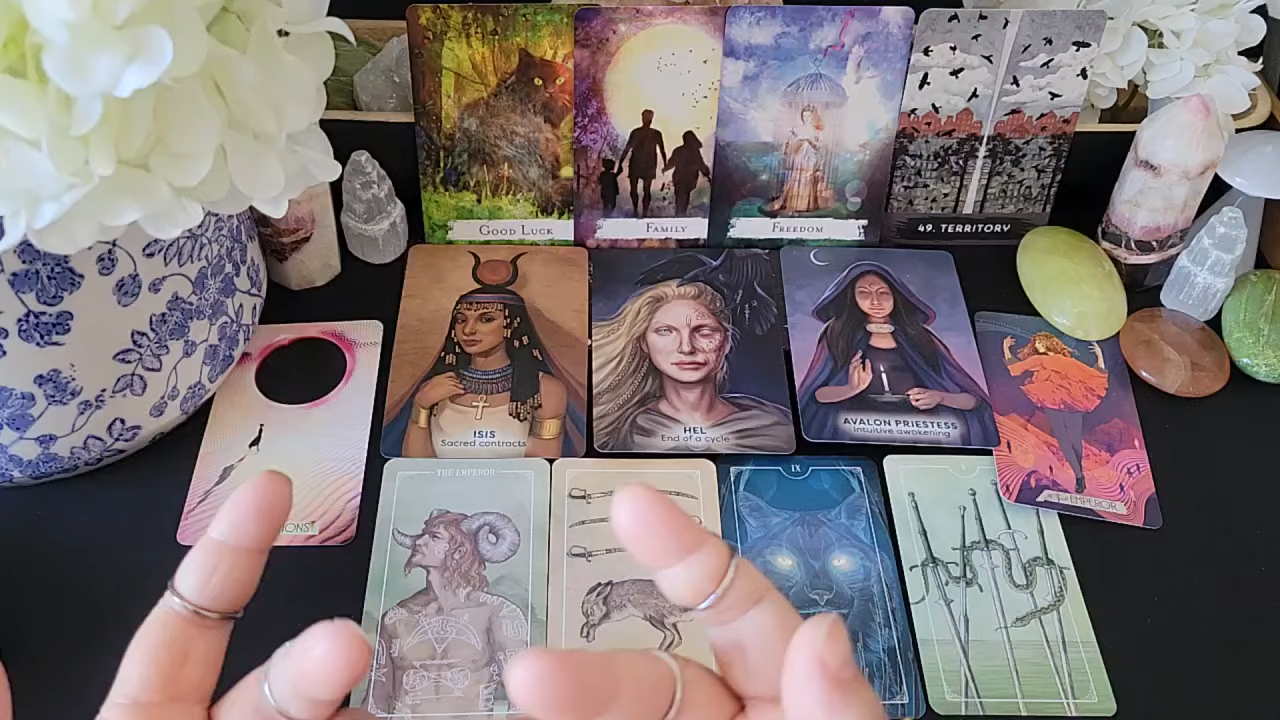 GOOD LUCK
FAMILY
FREEDOM
49. TERRITORY
ISIS
Sacred contracts
HEL
End of a cycle
AVALON PRIESTESS
Intuitive awakening
EMPEROR
THE EMPEROR
IX
V